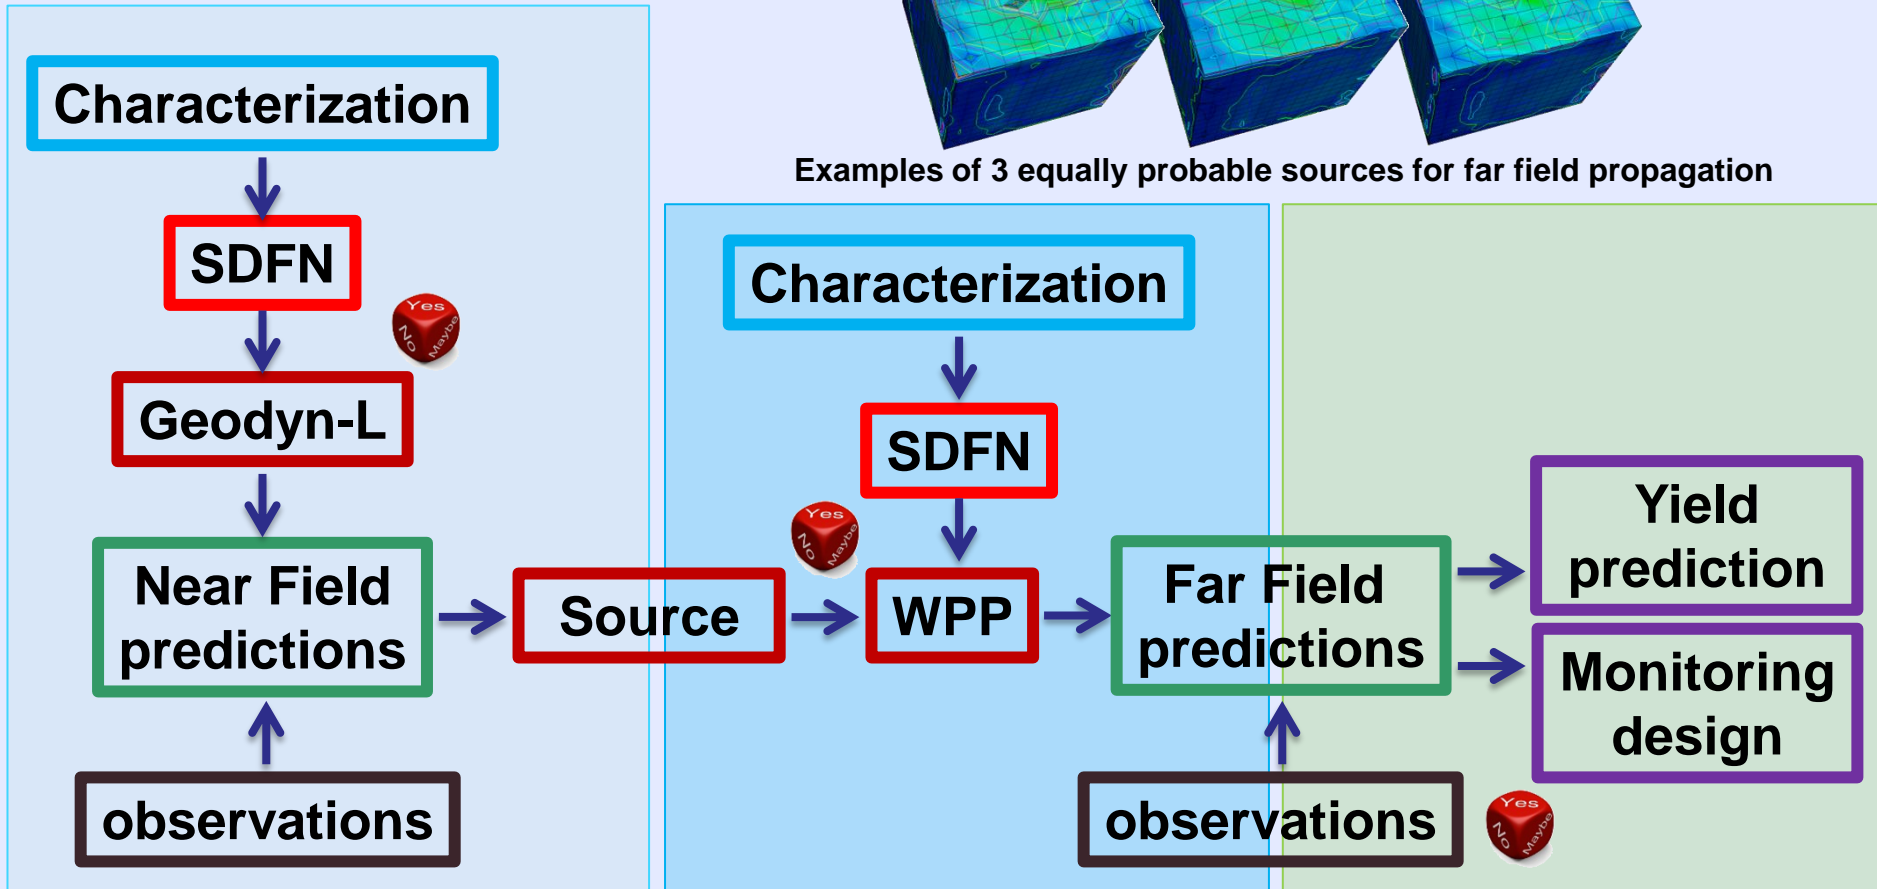 Examples of 3 equally probable sources for far field propagation
Characterization
SDFN
Yes
No
Maybe
Geodyn-L
Near Field
predictions
observations
Source
Characterization
SDFN
Yes
No
Maybe
WPP
Far Field
predictions
observations
Yes
No
Maybe
Yield
prediction
Monitoring
design